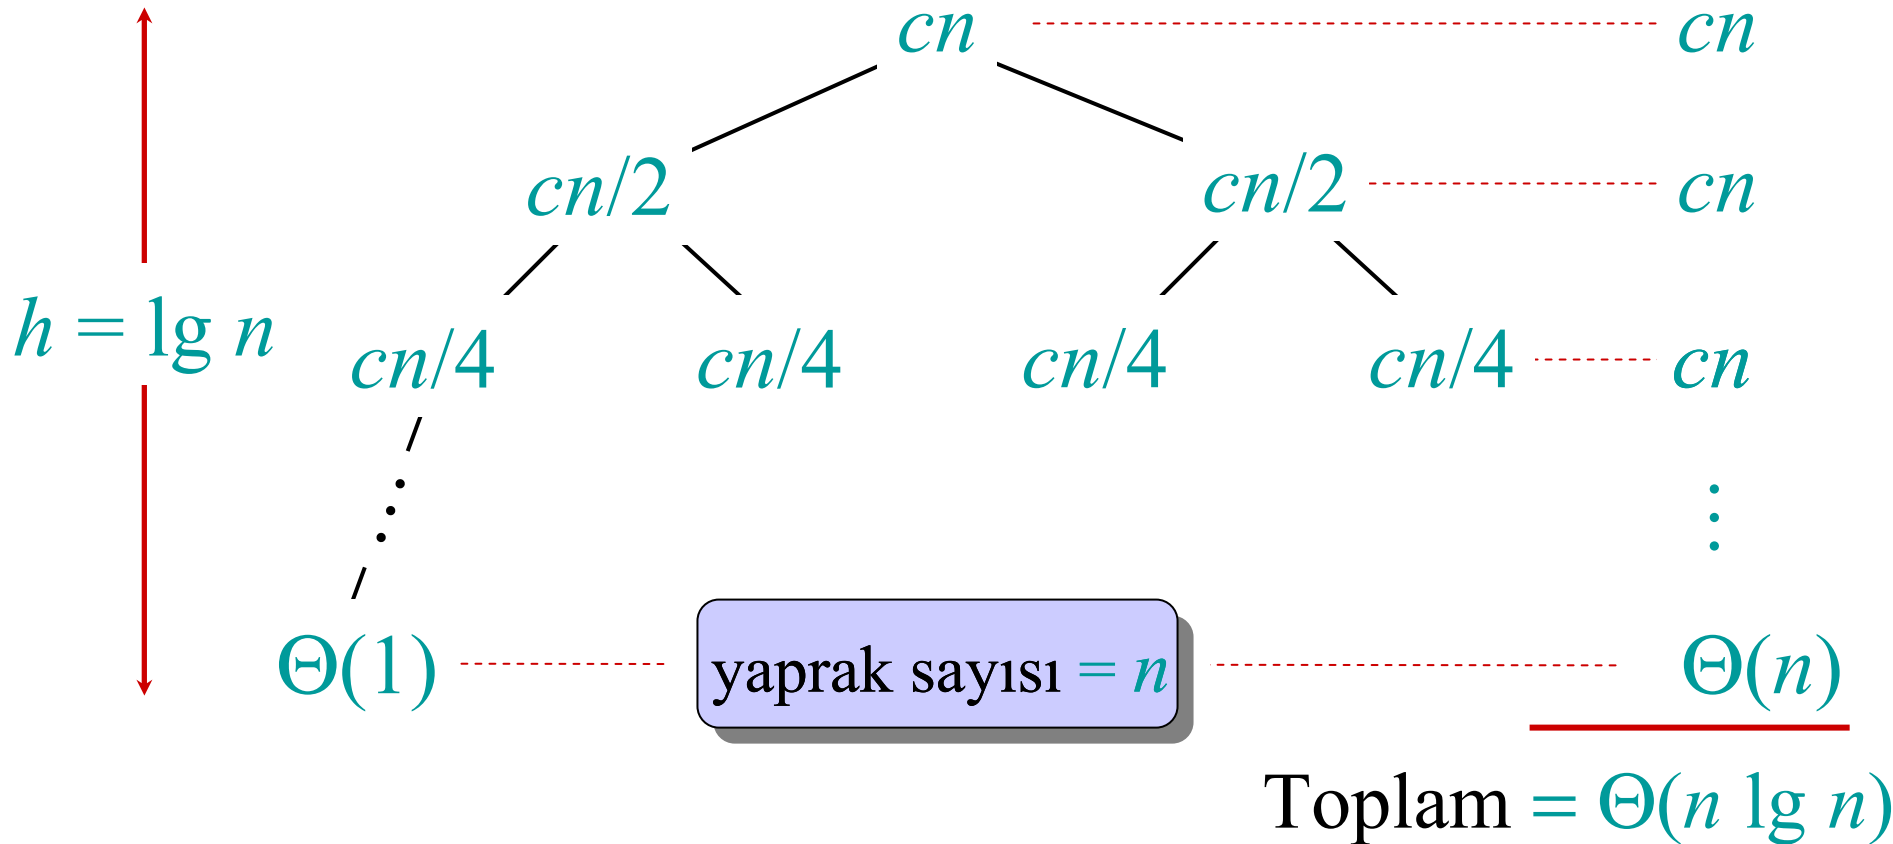 cn cn
cn/2 cn/2 cn
h = lg n
cn/4 cn/4 cn/4 cn/4 cn
Θ(1) yaprak sayısı = n Θ(n)
Toplam = Θ(n lg n)